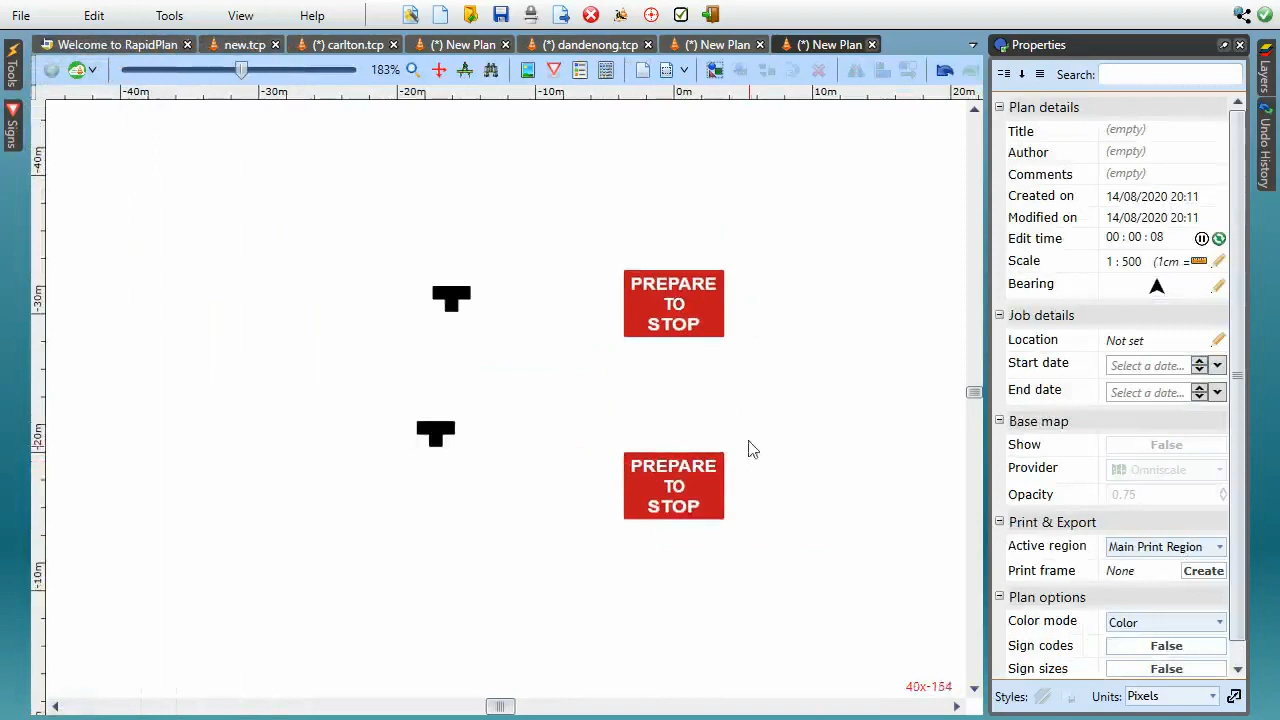 File Edit Tools View Help
Welcome to RapidPlan new.tcp (*) carlton.tcp (*) New Plan (*) dandenong.tcp (*) New Plan (*) New Plan
Properties
Tools
Signs
Layers
Undo History
183%
Search:
-40m -30m -20m -10m 0m 10m 20m
-40m
-30m
-20m
-10m
PREPARE
TO
STOP
PREPARE
TO
STOP
40x-154
Plan details
Title (empty)
Author (empty)
Comments (empty)
Created on 14/08/2020 20:11
Modified on 14/08/2020 20:11
Edit time 00 : 00 : 08
Scale 1 : 500 (1cm =
Bearing
Job details
Location Not set
Start date Select a date...
End date Select a date...
Base map
Show False
Provider Omniscale
Opacity 0.75
Print & Export
Active region Main Print Region
Print frame None Create
Plan options
Color mode Color
Sign codes False
Sign sizes False
Styles: Units: Pixels